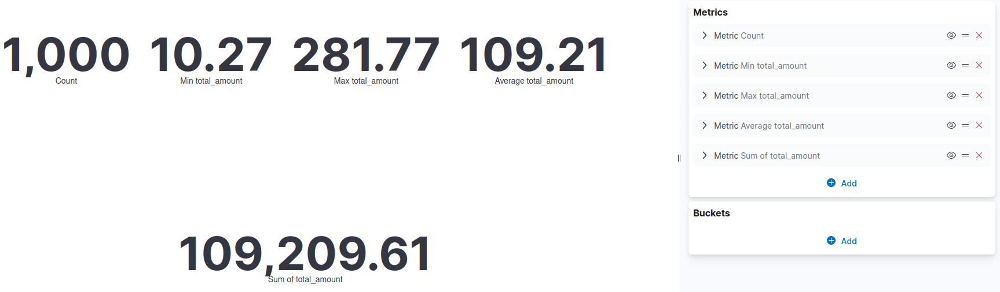 1,000
Count
10.27
Min total_amount
281.77
Max total_amount
109.21
Average total_amount
109,209.61
Sum of total_amount
Metrics
Metric Count
Metric Min total_amount
Metric Max total_amount
Metric Average total_amount
Metric Sum of total_amount
Add
Buckets
Add